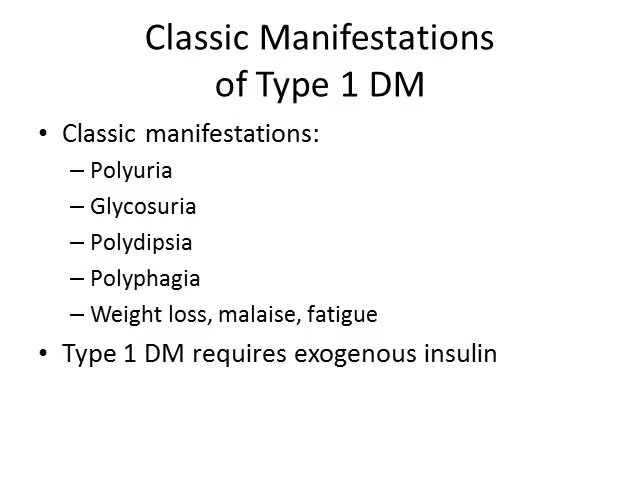 Classic Manifestations
of Type 1 DM
• Classic manifestations:
– Polyuria
– Glycosuria
– Polydipsia
– Polyphagia
– Weight loss, malaise, fatigue
• Type 1 DM requires exogenous insulin